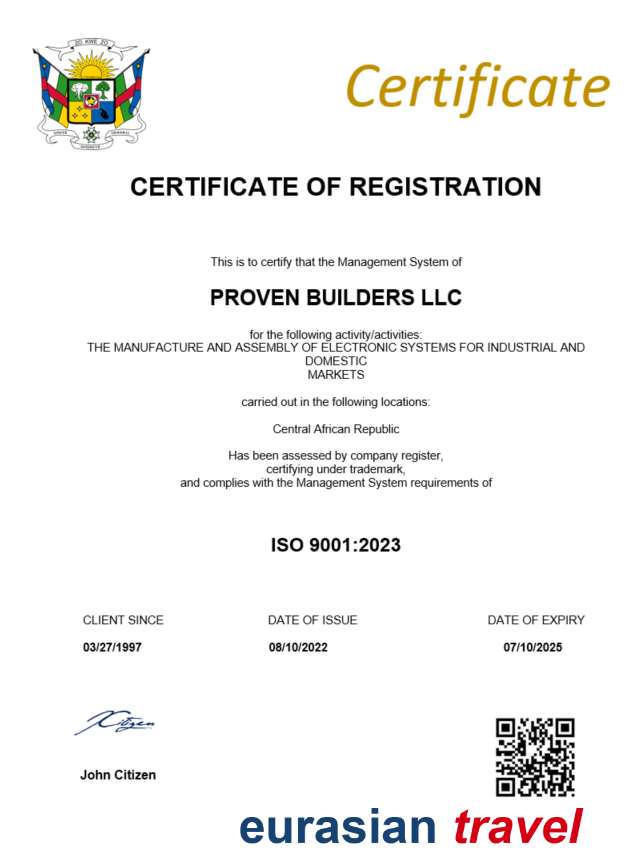 ZO KWE ZO
Certificate
CERTIFICATE OF REGISTRATION
This is to certify that the Management System of
PROVEN BUILDERS LLC
for the following activity/activities:
THE MANUFACTURE AND ASSEMBLY OF ELECTRONIC SYSTEMS FOR INDUSTRIAL AND
DOMESTIC
MARKETS
carried out in the following locations:
Central African Republic
Has been assessed by company register,
certifying under trademark,
and complies with the Management System requirements of
ISO 9001:2023
CLIENT SINCE DATE OF ISSUE DATE OF EXPIRY
03/27/1997 08/10/2022 07/10/2025
John Citizen
eurasian travel